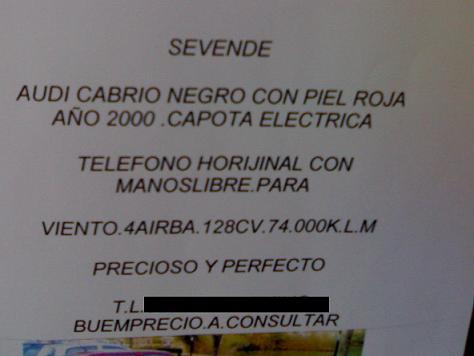 SEVENDE
AUDI CABRIO NEGRO CON PIEL ROJA
AÑO 2000 .CAPOTA ELECTRICA
TELEFONO HORIJINAL CON
MANOSLIBRE.PARA
VIENTO.4AIRBA.128CV.74.000K.L.M
PRECIOSO Y PERFECTO
T.L.
BUEMPRECIO.A.CONSULTAR